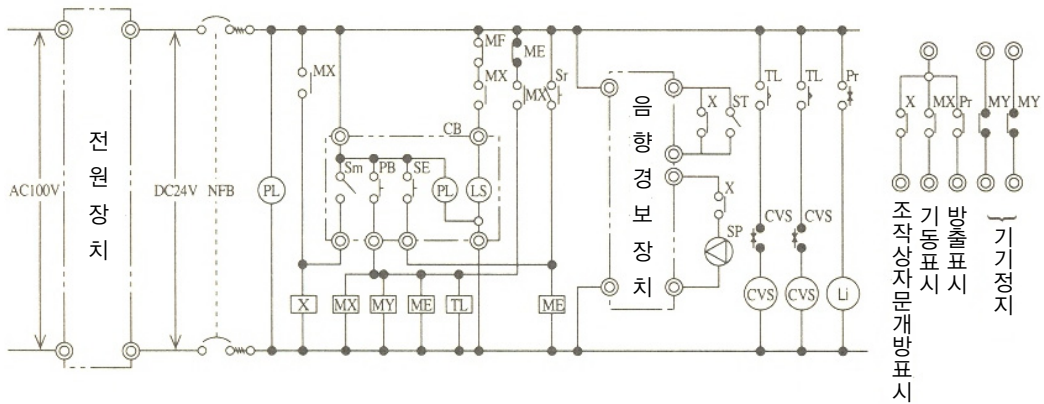 전원장치
AC100V
DC24V
NFB
PL
MX
CB
Sm
PB
SE
PL
LS
MF
MX
ME
MX
Sr
X
MX
MY
ME
TL
ME
음향경보장치
X
ST
X
SP
TL
TL
Pr
CVS
CVS
CVS
CVS
Li
X
MX
Pr
MY
MY
조작상자문개방표시
기동표시
방출표시
기기정지